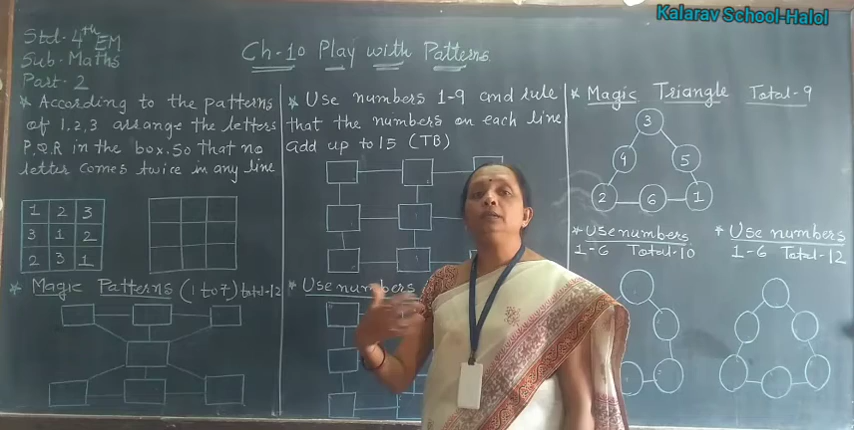 Kalarav School-Halol
Std-4th EM
Sub-Maths
Part-2
Ch-10 Play with Patterns
* According to the patterns
of 1,2,3 arrange the letters
P,Q,R in the box. So that no
letter comes twice in any line
1 2 3
3 1 2
2 3 1
* Magic Patterns (1 to 7) total-12
* Use numbers 1-9 and rule
that the numbers on each line
add up to 15 (TB)
* Use numbers
* Magic Triangle Total-9
3
4 5
2 6 1
* Use numbers
1-6 Total-10
* Use numbers
1-6 Total-12